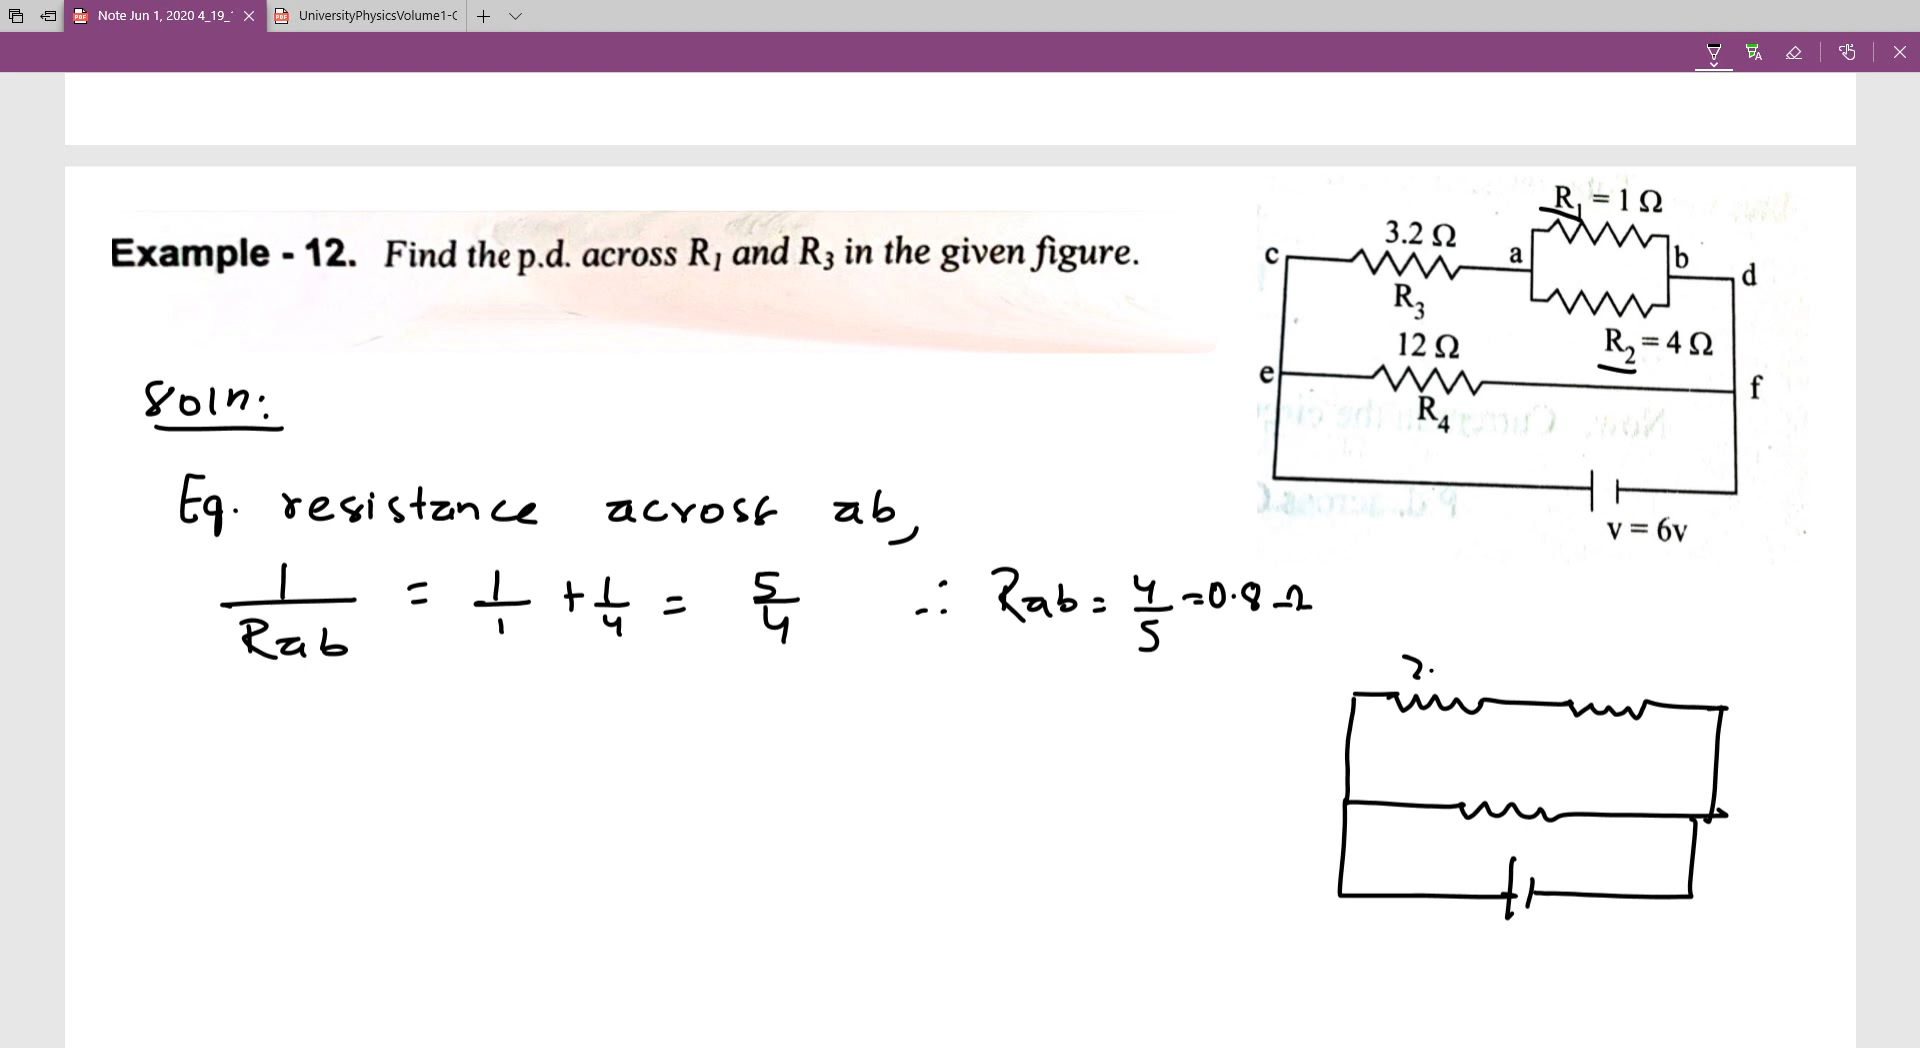 Note Jun 1, 2020 4_19_
UniversityPhysicsVolume1-C
Example - 12. Find the p.d. across R1 and R3 in the given figure.
R1 = 1 Ω
3.2 Ω
c
a
b
d
R3
12 Ω
R2 = 4 Ω
e
f
R4
v = 6v
Soln:
Eq. resistance across ab,
1/Rab = 1/1 + 1/4 = 5/4 ∴ Rab = 4/5 = 0.8 Ω
3.